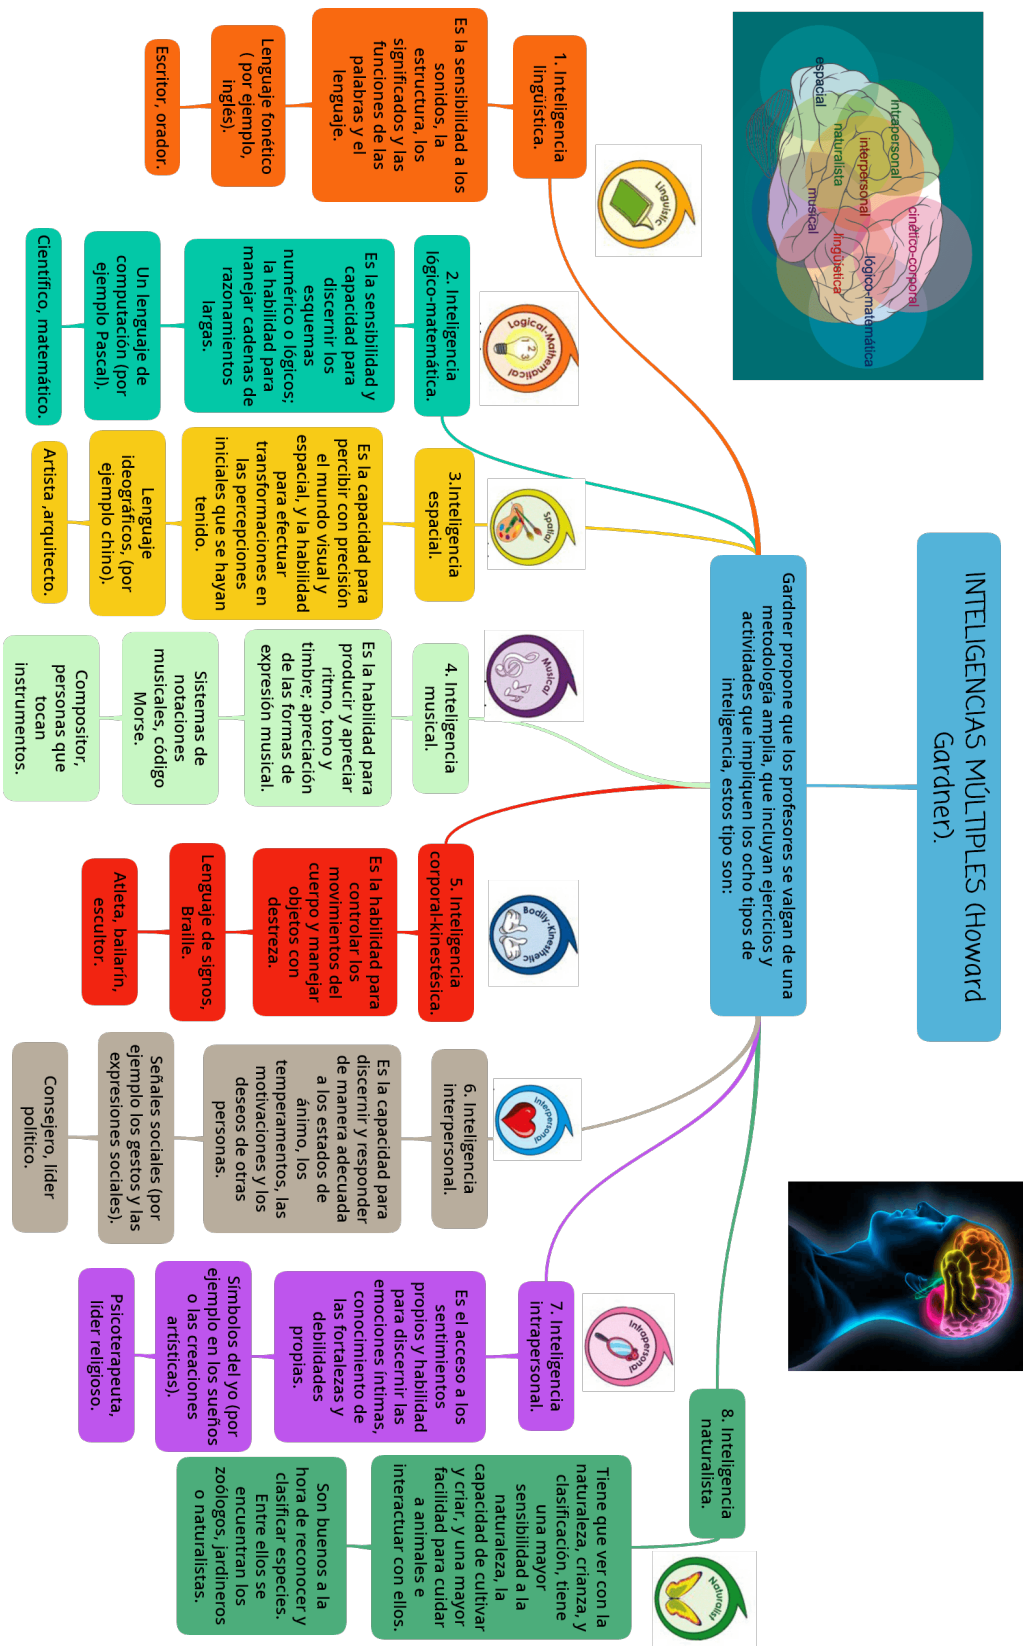 INTELIGENCIAS MÚLTIPLES (Howard
Gardner).
Gardner propone que los profesores se valgan de una
metodología amplia, que incluyan ejercicios y
actividades que impliquen los ocho tipos de
inteligencia, estos tipo son:
espacial
intrapersonal
naturalista
interpersonal
musical
cinético-corporal
lingüística
lógico-matemática
Linguistic
1. Inteligencia
lingüística.
Es la sensibilidad a los
sonidos, la
estructura, los
significados y las
funciones de las
palabras y el
lenguaje.
Lenguaje fonético
( por ejemplo,
inglés).
Escritor, orador.
Logical-Mathematical
1 2 3
2. Inteligencia
lógico-matemática.
Es la sensibilidad y
capacidad para
discernir los
esquemas
numérico o lógicos;
la habilidad para
manejar cadenas de
razonamientos
largas.
Un lenguaje de
computación (por
ejemplo Pascal).
Científico, matemático.
Spatial
3.Inteligencia
espacial.
Es la capacidad para
percibir con precisión
el mundo visual y
espacial, y la habilidad
para efectuar
transformaciones en
las percepciones
iniciales que se hayan
tenido.
Lenguaje
ideográficos, (por
ejemplo chino).
Artista ,arquitecto.
Musical
4. Inteligencia
musical.
Es la habilidad para
producir y apreciar
ritmo, tono y
timbre; apreciación
de las formas de
expresión musical.
Sistemas de
notaciones
musicales, código
Morse.
Compositor,
personas que
tocan
instrumentos.
Bodily-Kinesthetic
5. Inteligencia
corporal-kinestésica.
Es la habilidad para
controlar los
movimientos del
cuerpo y manejar
objetos con
destreza.
Lenguaje de signos,
Braille.
Atleta, bailarín,
escultor.
Interpersonal
6. Inteligencia
interpersonal.
Es la capacidad para
discernir y responder
de manera adecuada
a los estados de
ánimo, los
temperamentos, las
motivaciones y los
deseos de otras
personas.
Señales sociales (por
ejemplo los gestos y las
expresiones sociales).
Consejero, líder
político.
Intrapersonal
7. Inteligencia
intrapersonal.
Es el acceso a los
sentimientos
propios y habilidad
para discernir las
emociones íntimas,
conocimiento de
las fortalezas y
debilidades
propias.
Símbolos del yo (por
ejemplo en los sueños
o las creaciones
artísticas).
Psicoterapeuta,
líder religioso.
8. Inteligencia
naturalista.
Naturalist
Tiene que ver con la
naturaleza, crianza, y
clasificación, tiene
una mayor
sensibilidad a la
naturaleza, la
capacidad de cultivar
y criar, y una mayor
facilidad para cuidar
a animales e
interactuar con ellos.
Son buenos a la
hora de reconocer y
clasificar especies.
Entre ellos se
encuentran los
zoólogos, jardineros
o naturalistas.